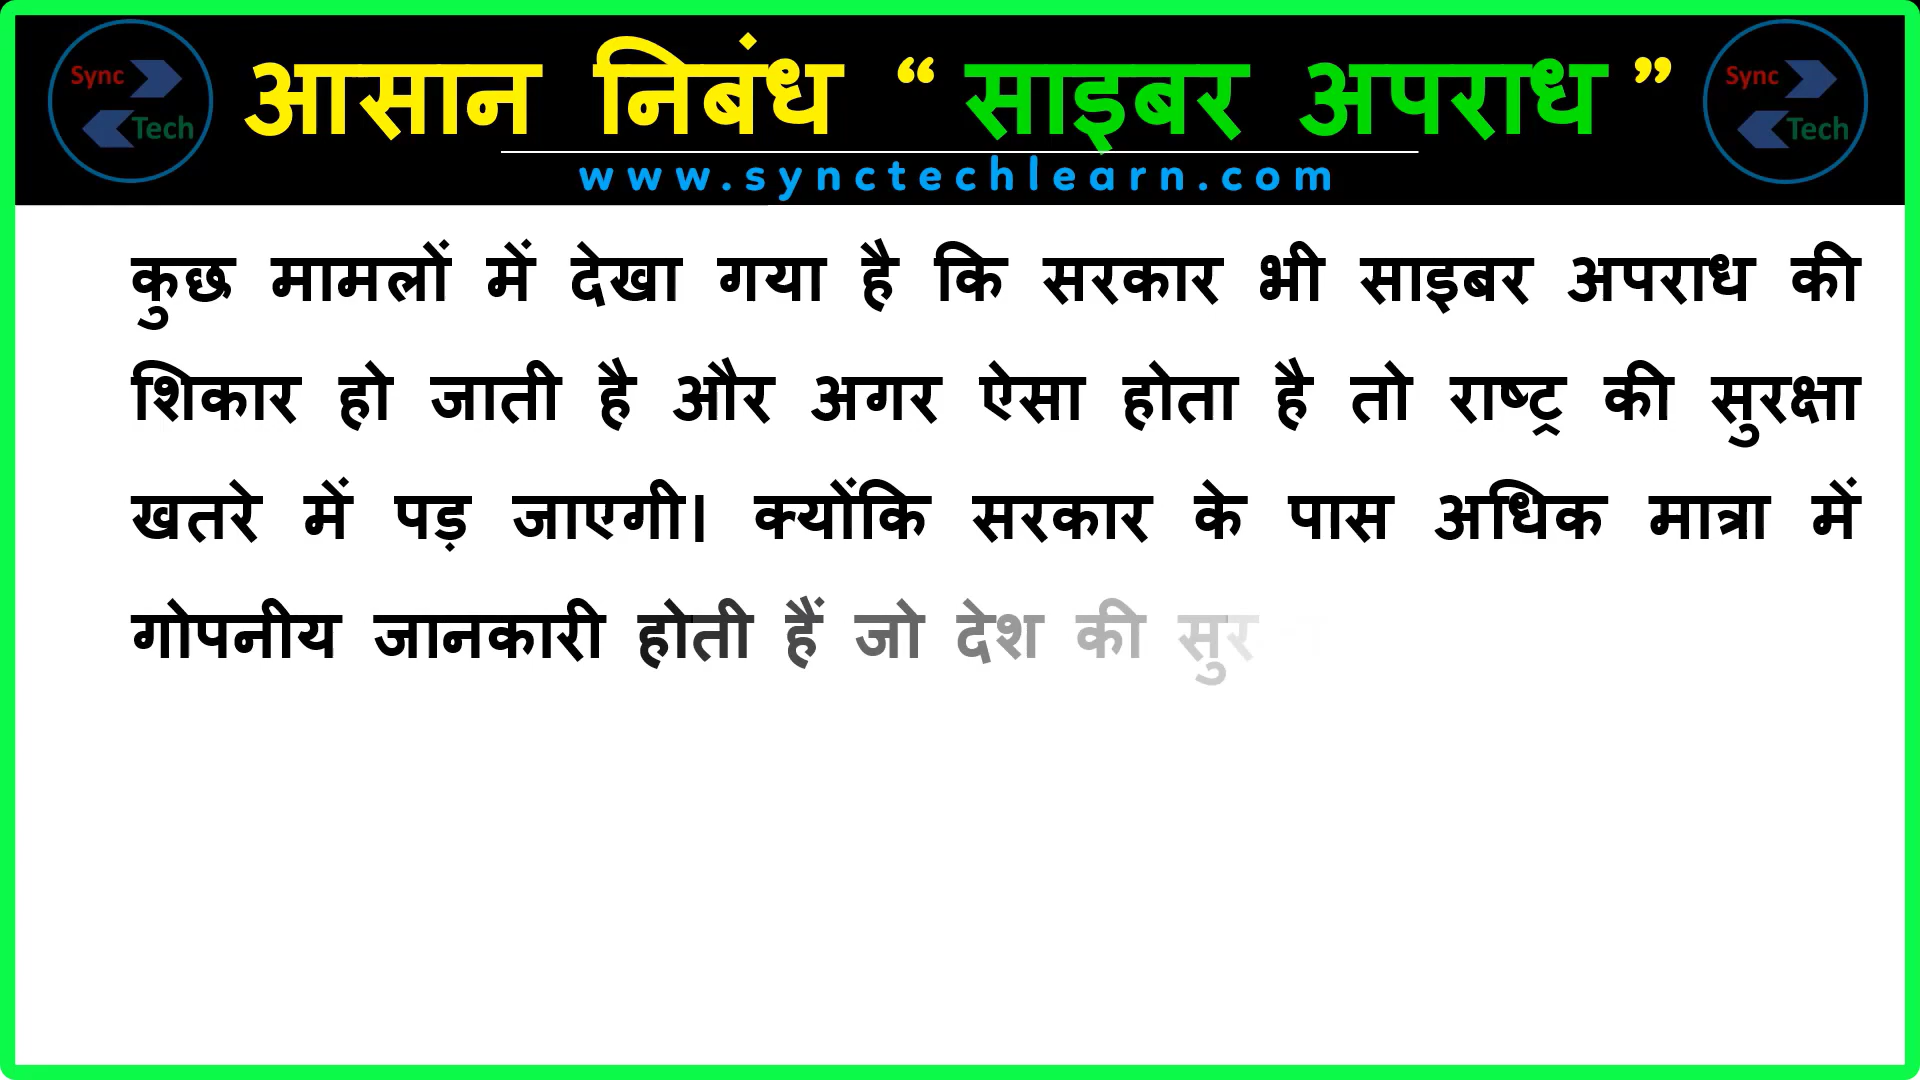 Sync
Tech
आसान निबंध “ साइबर अपराध ”
Sync
Tech
www.synctechlearn.com
कुछ मामलों में देखा गया है कि सरकार भी साइबर अपराध की
शिकार हो जाती है और अगर ऐसा होता है तो राष्ट्र की सुरक्षा
खतरे में पड़ जाएगी। क्योंकि सरकार के पास अधिक मात्रा में
गोपनीय जानकारी होती हैं जो देश की